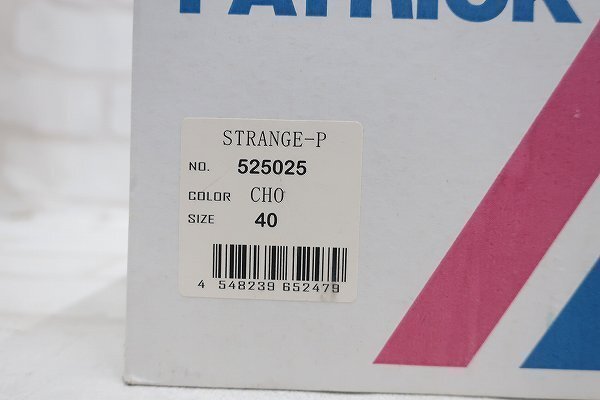 PATRICK
STRANGE-P
NO. 525025
COLOR CHO
SIZE 40
4 548239 652479